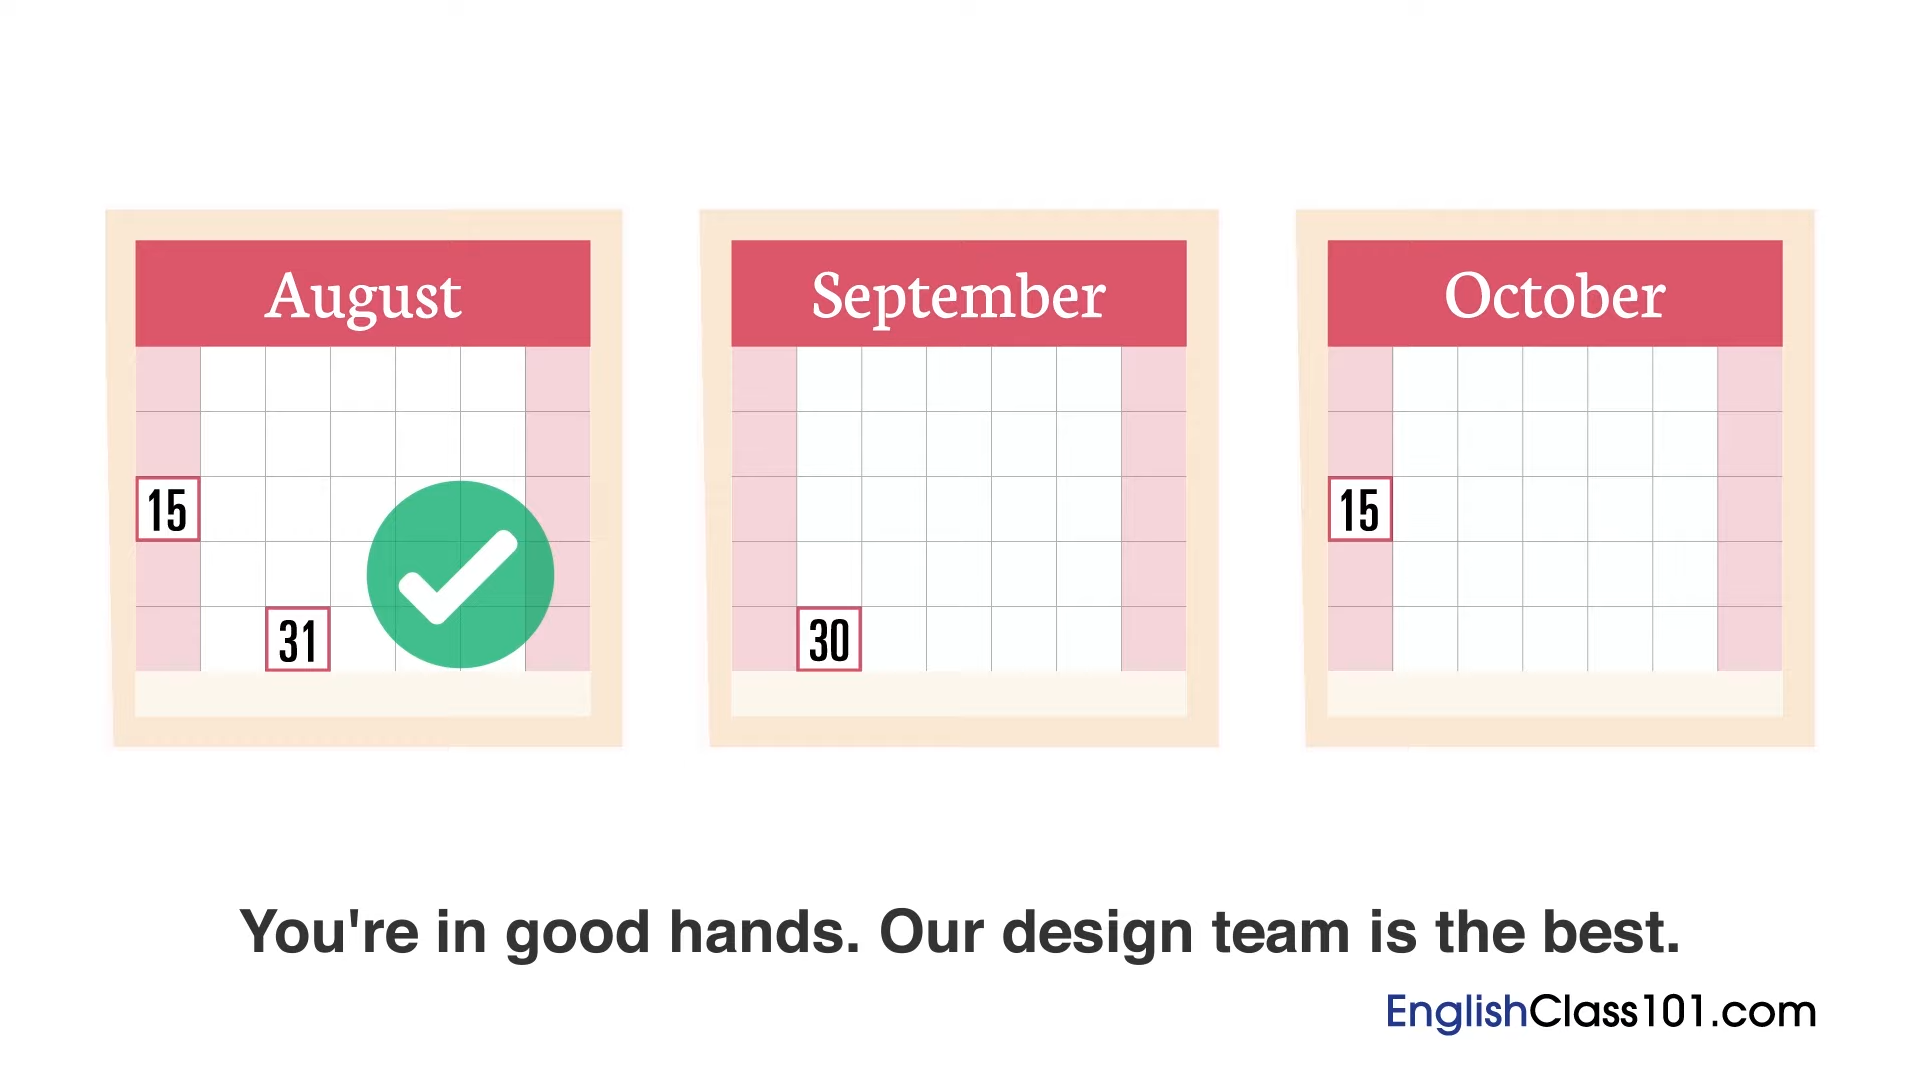 August
September
October
15
15
31
30
You're in good hands. Our design team is the best.
EnglishClass101.com